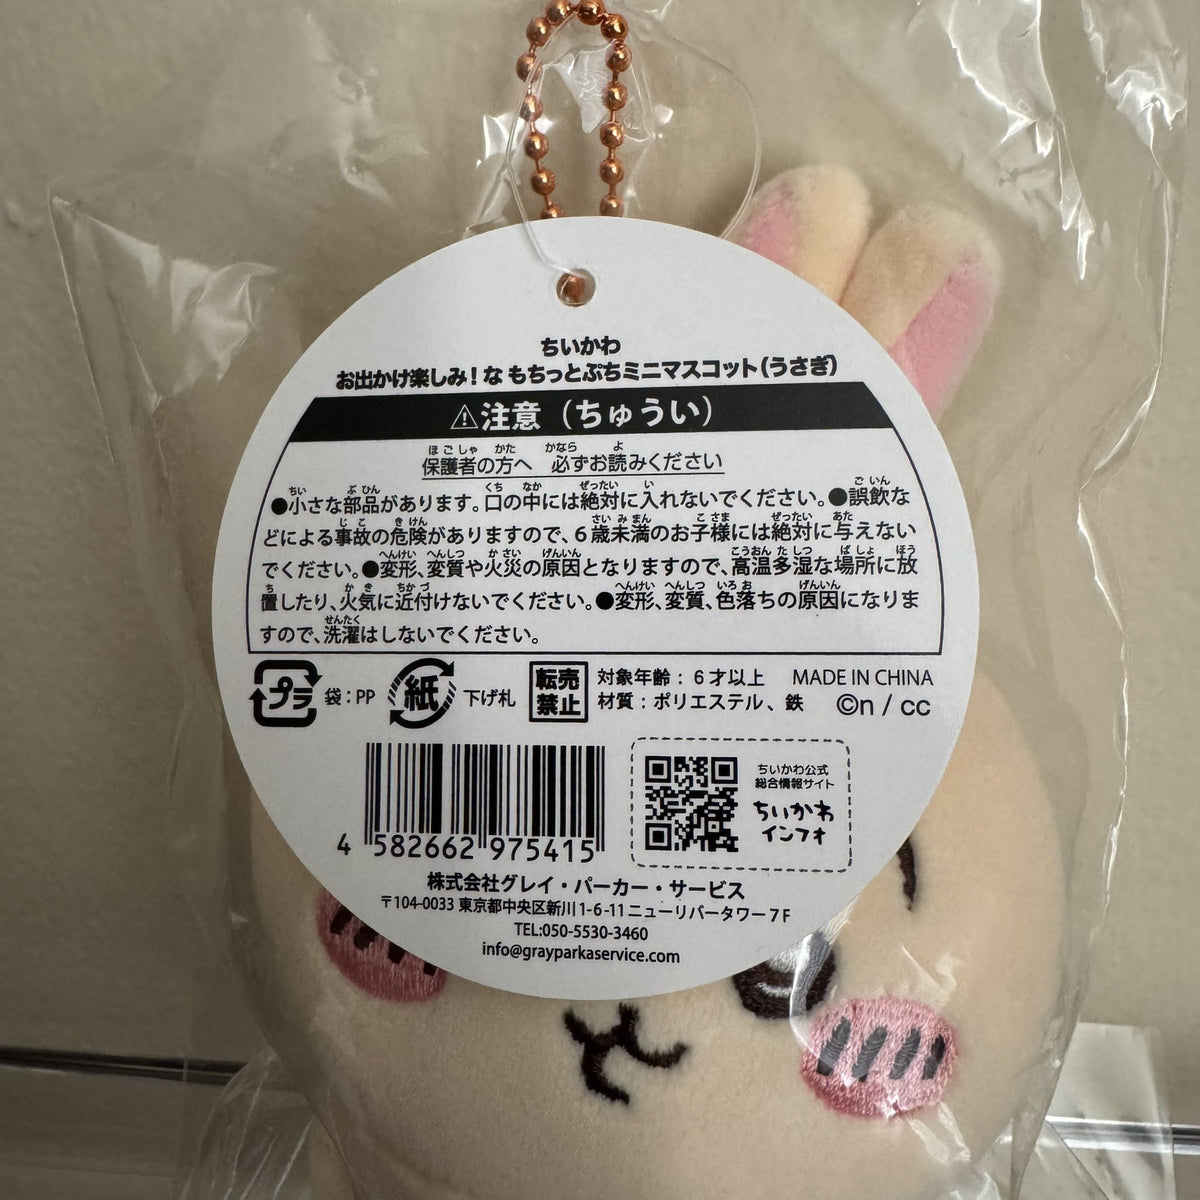 ちいかわ
お出かけ楽しみ！な もちっとぷちミニマスコット（うさぎ）
⚠注意（ちゅうい）
保護者の方へ 必ずお読みください
●小さな部品があります。口の中には絶対に入れないでください。●誤飲な
どによる事故の危険がありますので、6歳未満のお子様には絶対に与えない
でください。●変形、変質や火災の原因となりますので、高温多湿な場所に放
置したり、火気に近付けないでください。●変形、変質、色落ちの原因になりま
すので、洗濯はしないでください。
プラ 袋：PP 紙 下げ札 転売禁止 対象年齢：6才以上 MADE IN CHINA
材質：ポリエステル、鉄 ©n / cc
4 582662 975415
ちいかわ公式
総合情報サイト
ちいかわ
インフォ
株式会社グレイ・パーカー・サービス
〒104-0033 東京都中央区新川1-6-11ニューリバータワー7F
TEL:050-5530-3460
info@grayparkaservice.com